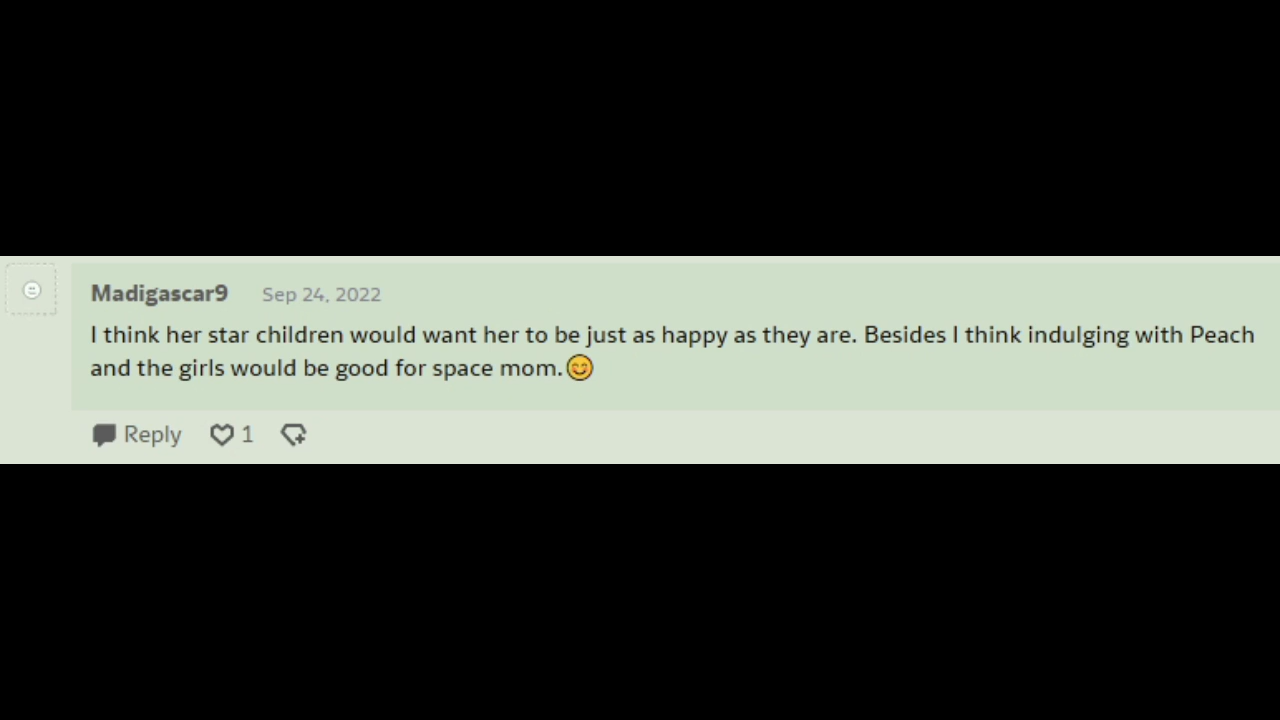 Madigascar9 Sep 24, 2022
I think her star children would want her to be just as happy as they are. Besides I think indulging with Peach
and the girls would be good for space mom.😊
Reply 1